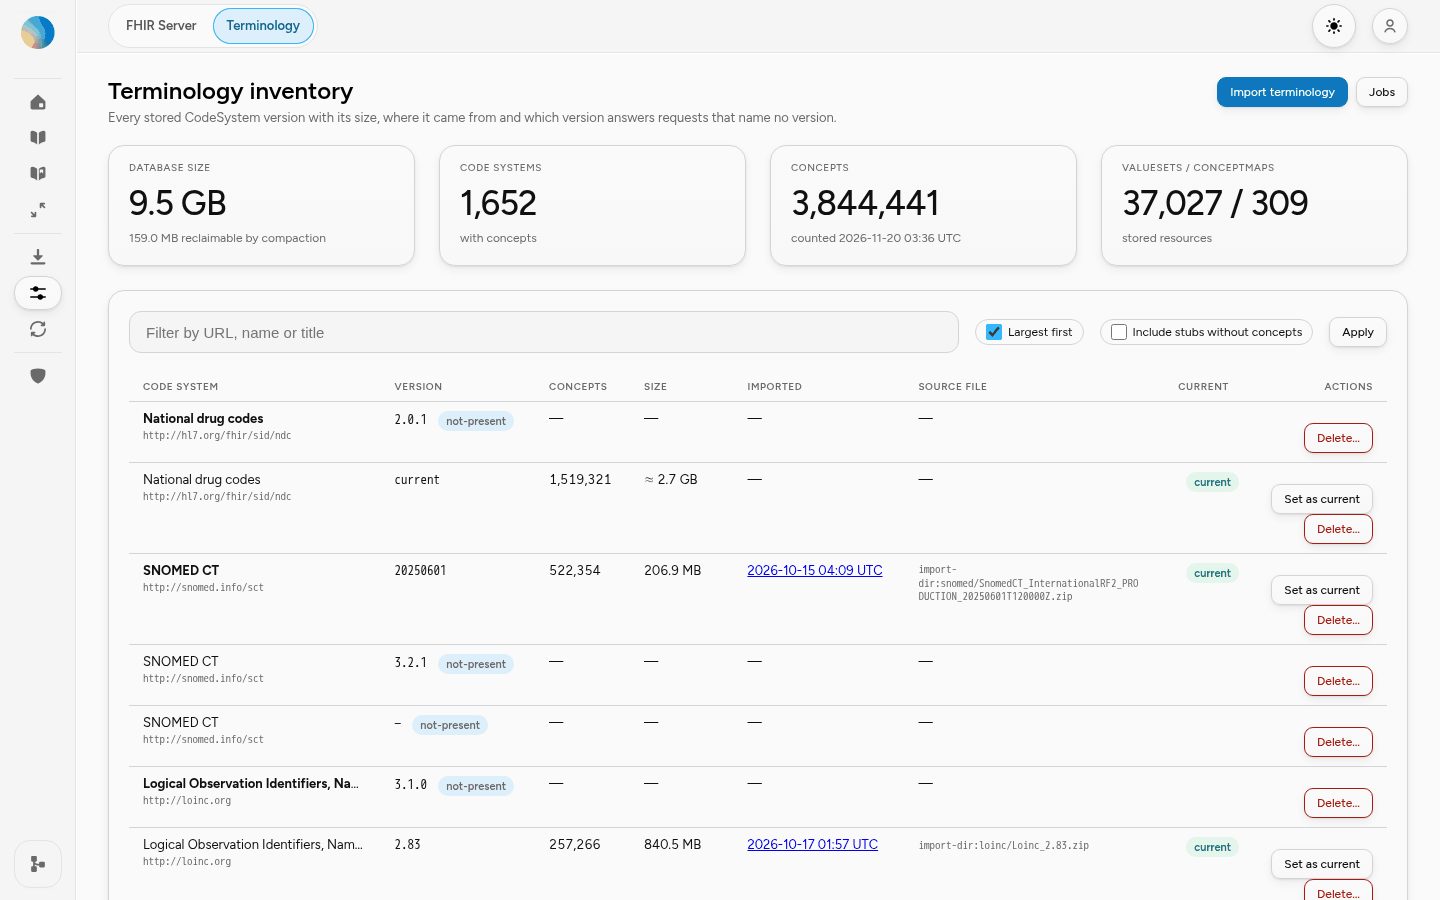 FHIR Server
Terminology
Terminology inventory
Every stored CodeSystem version with its size, where it came from and which version answers requests that name no version.
Import terminology
Jobs
DATABASE SIZE
9.5 GB
159.0 MB reclaimable by compaction
CODE SYSTEMS
1,652
with concepts
CONCEPTS
3,844,441
counted 2026-11-20 03:36 UTC
VALUESETS / CONCEPTMAPS
37,027 / 309
stored resources
Filter by URL, name or title
Largest first
Include stubs without concepts
Apply
CODE SYSTEM VERSION CONCEPTS SIZE IMPORTED SOURCE FILE CURRENT ACTIONS
National drug codes 2.0.1 not-present — — — —
http://hl7.org/fhir/sid/ndc
Delete…
National drug codes current 1,519,321 ≈ 2.7 GB — — current
http://hl7.org/fhir/sid/ndc
Set as current
Delete…
SNOMED CT 20250601 522,354 206.9 MB 2026-10-15 04:09 UTC import-
dir:snomed/SnomedCT_InternationalRF2_PRO
DUCTION_20250601T120000Z.zip
current
http://snomed.info/sct
Set as current
Delete…
SNOMED CT 3.2.1 not-present — — — —
http://snomed.info/sct
Delete…
SNOMED CT — not-present — — — —
http://snomed.info/sct
Delete…
Logical Observation Identifiers, Na… 3.1.0 not-present — — — —
http://loinc.org
Delete…
Logical Observation Identifiers, Nam… 2.83 257,266 840.5 MB 2026-10-17 01:57 UTC import-dir:loinc/Loinc_2.83.zip current
http://loinc.org
Set as current
Delete…